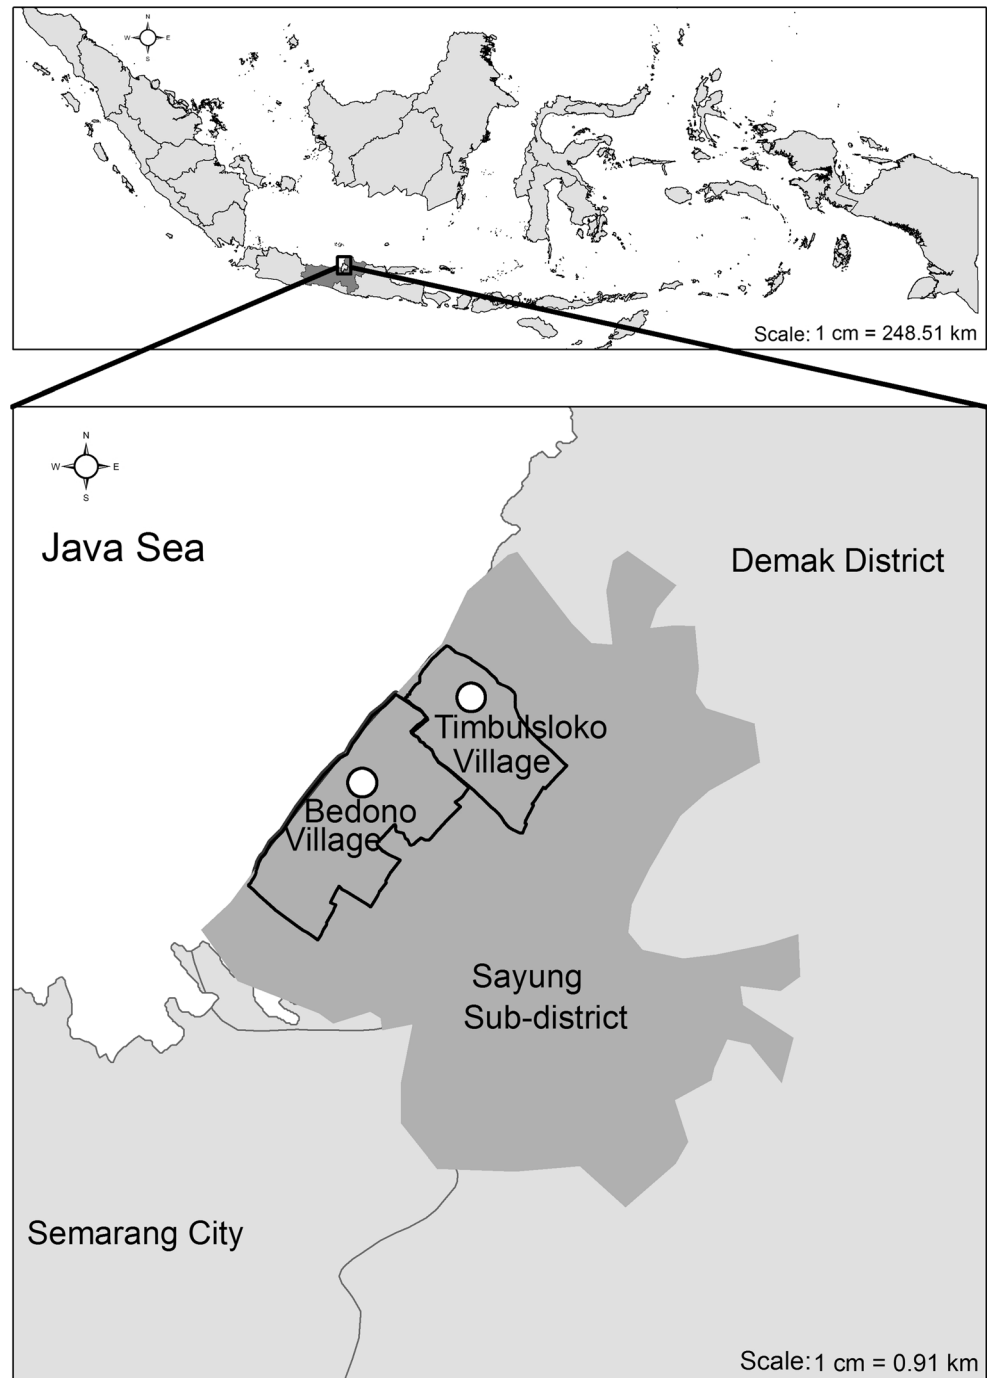 N
W E
S
Scale: 1 cm = 248.51 km
N
W E
S
Java Sea
Demak District
Timbulsloko
Village
Bedono
Village
Sayung
Sub-district
Semarang City
Scale: 1 cm = 0.91 km